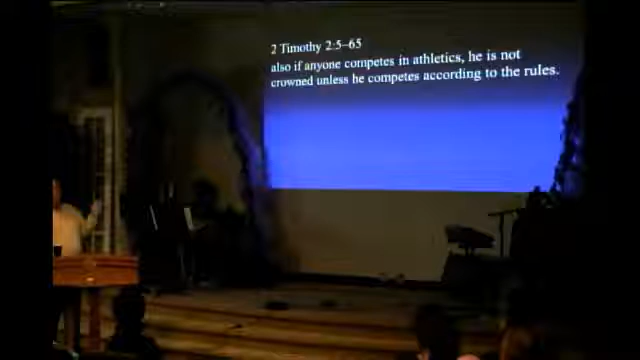 2 Timothy 2:5–65
also if anyone competes in athletics, he is not
crowned unless he competes according to the rules.